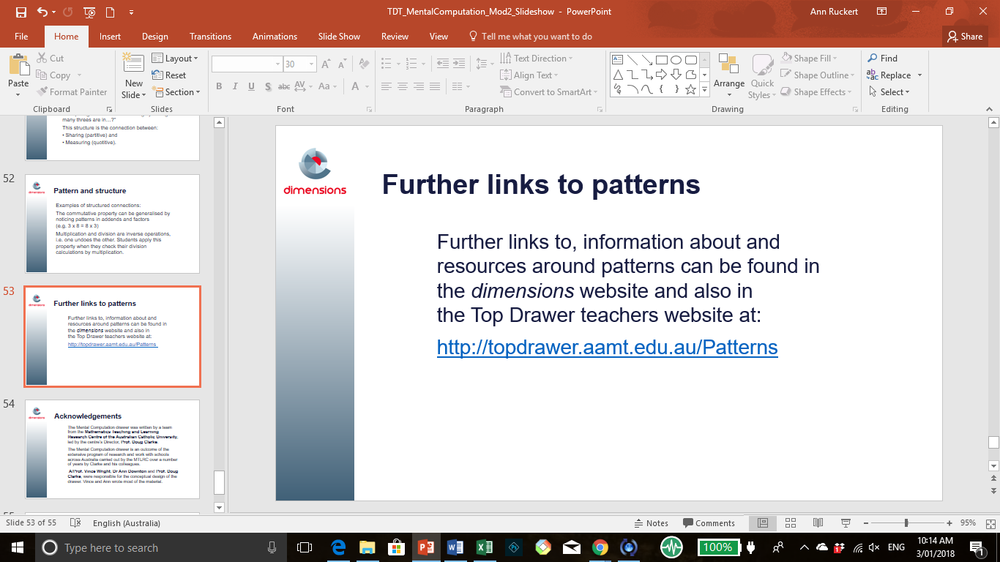 TDT_MentalComputation_Mod2_Slideshow - PowerPoint
Ann Ruckert
File Home Insert Design Transitions Animations Slide Show Review View Tell me what you want to do Share
Paste
Cut
Copy
Format Painter
Clipboard
New Slide
Layout
Reset
Section
Slides
30
B I U S abc AV Aa A
Font
Text Direction
Align Text
Convert to SmartArt
Paragraph
Arrange
Quick Styles
Shape Fill
Shape Outline
Shape Effects
Drawing
Find
Replace
Select
Editing
many threes are in…?"
This structure is the connection between:
• Sharing (partitive) and
• Measuring (quotitive).
52
dimensions
Pattern and structure
Examples of structured connections:
The commutative property can be generalised by
noticing patterns in addends and factors
(e.g. 3 x 8 = 8 x 3)
Multiplication and division are inverse operations,
i.e. one undoes the other. Students apply this
property when they check their division
calculations by multiplication.
53
dimensions
Further links to patterns
Further links to, information about and
resources around patterns can be found in
the dimensions website and also in
the Top Drawer teachers website at:
http://topdrawer.aamt.edu.au/Patterns
54
dimensions
Acknowledgements
The Mental Computation drawer was written by a team
from the Mathematics Teaching and Learning
Research Centre of the Australian Catholic University,
led by the centre's Director, Prof. Doug Clarke.
The Mental Computation drawer is an outcome of the
extensive program of research and work with schools
across Australia carried out by the MTLRC over a number
of years by Clarke and his colleagues.
A/Prof. Vince Wright, Dr Ann Downton and Prof. Doug
Clarke, were responsible for the conceptual design of the
drawer. Vince and Ann wrote most of the material.
dimensions
Further links to patterns
Further links to, information about and
resources around patterns can be found in
the dimensions website and also in
the Top Drawer teachers website at:
http://topdrawer.aamt.edu.au/Patterns
Slide 53 of 55 English (Australia) Notes Comments 95%
Type here to search
100%
ENG
10:14 AM
3/01/2018
1